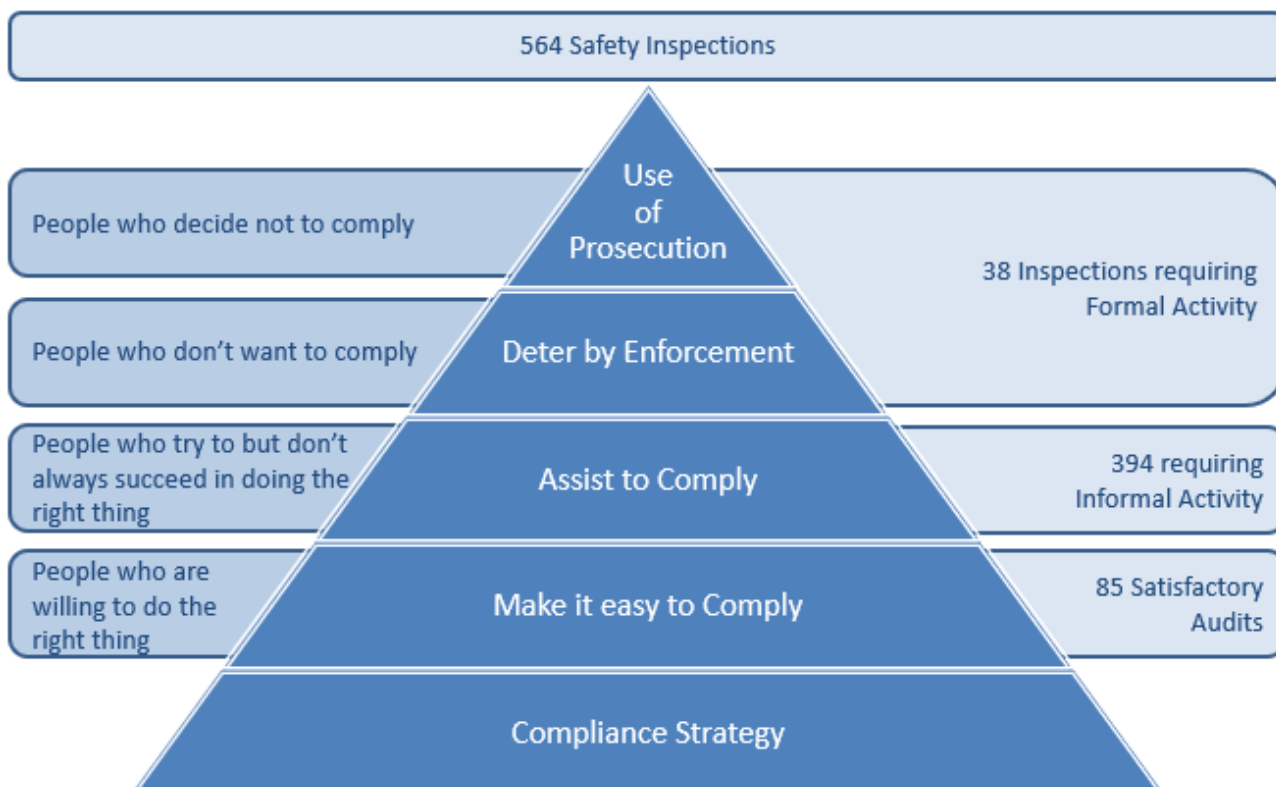 564 Safety Inspections
Use
of
Prosecution
People who decide not to comply
38 Inspections requiring
Formal Activity
People who don’t want to comply
Deter by Enforcement
People who try to but don’t
always succeed in doing the
right thing
Assist to Comply
394 requiring
Informal Activity
People who are
willing to do the
right thing
Make it easy to Comply
85 Satisfactory
Audits
Compliance Strategy